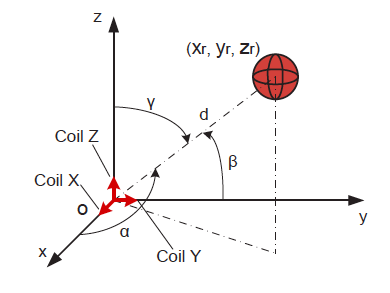 z
(xr, yr, zr)
γ
d
Coil Z
β
Coil X
O
α
y
Coil Y
x